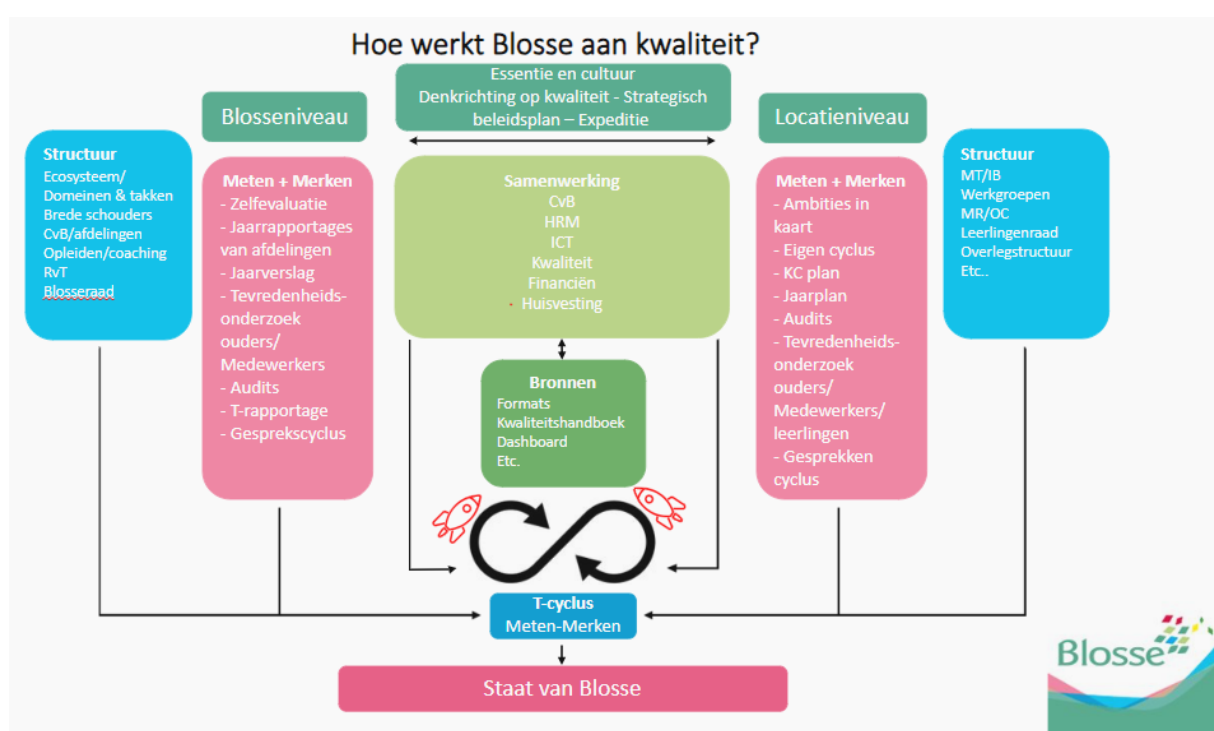 Hoe werkt Blosse aan kwaliteit?
Essentie en cultuur
Denkrichting op kwaliteit - Strategisch
beleidsplan – Expeditie
Blosseniveau
Locatieniveau
Structuur
Ecosysteem/
Domeinen & takken
Brede schouders
CvB/afdelingen
Opleiden/coaching
RvT
Blosseraad
Meten + Merken
- Zelfevaluatie
- Jaarrapportages
van afdelingen
- Jaarverslag
- Tevredenheids-
onderzoek
ouders/
Medewerkers
- Audits
- T-rapportage
- Gesprekscyclus
Samenwerking
CvB
HRM
ICT
Kwaliteit
Financiën
· Huisvesting
Bronnen
Formats
Kwaliteitshandboek
Dashboard
Etc.
Meten + Merken
- Ambities in
kaart
- Eigen cyclus
- KC plan
- Jaarplan
- Audits
- Tevredenheids-
onderzoek
ouders/
Medewerkers/
leerlingen
- Gesprekken
cyclus
Structuur
MT/IB
Werkgroepen
MR/OC
Leerlingenraad
Overlegstructuur
Etc..
T-cyclus
Meten-Merken
Staat van Blosse
Blosse